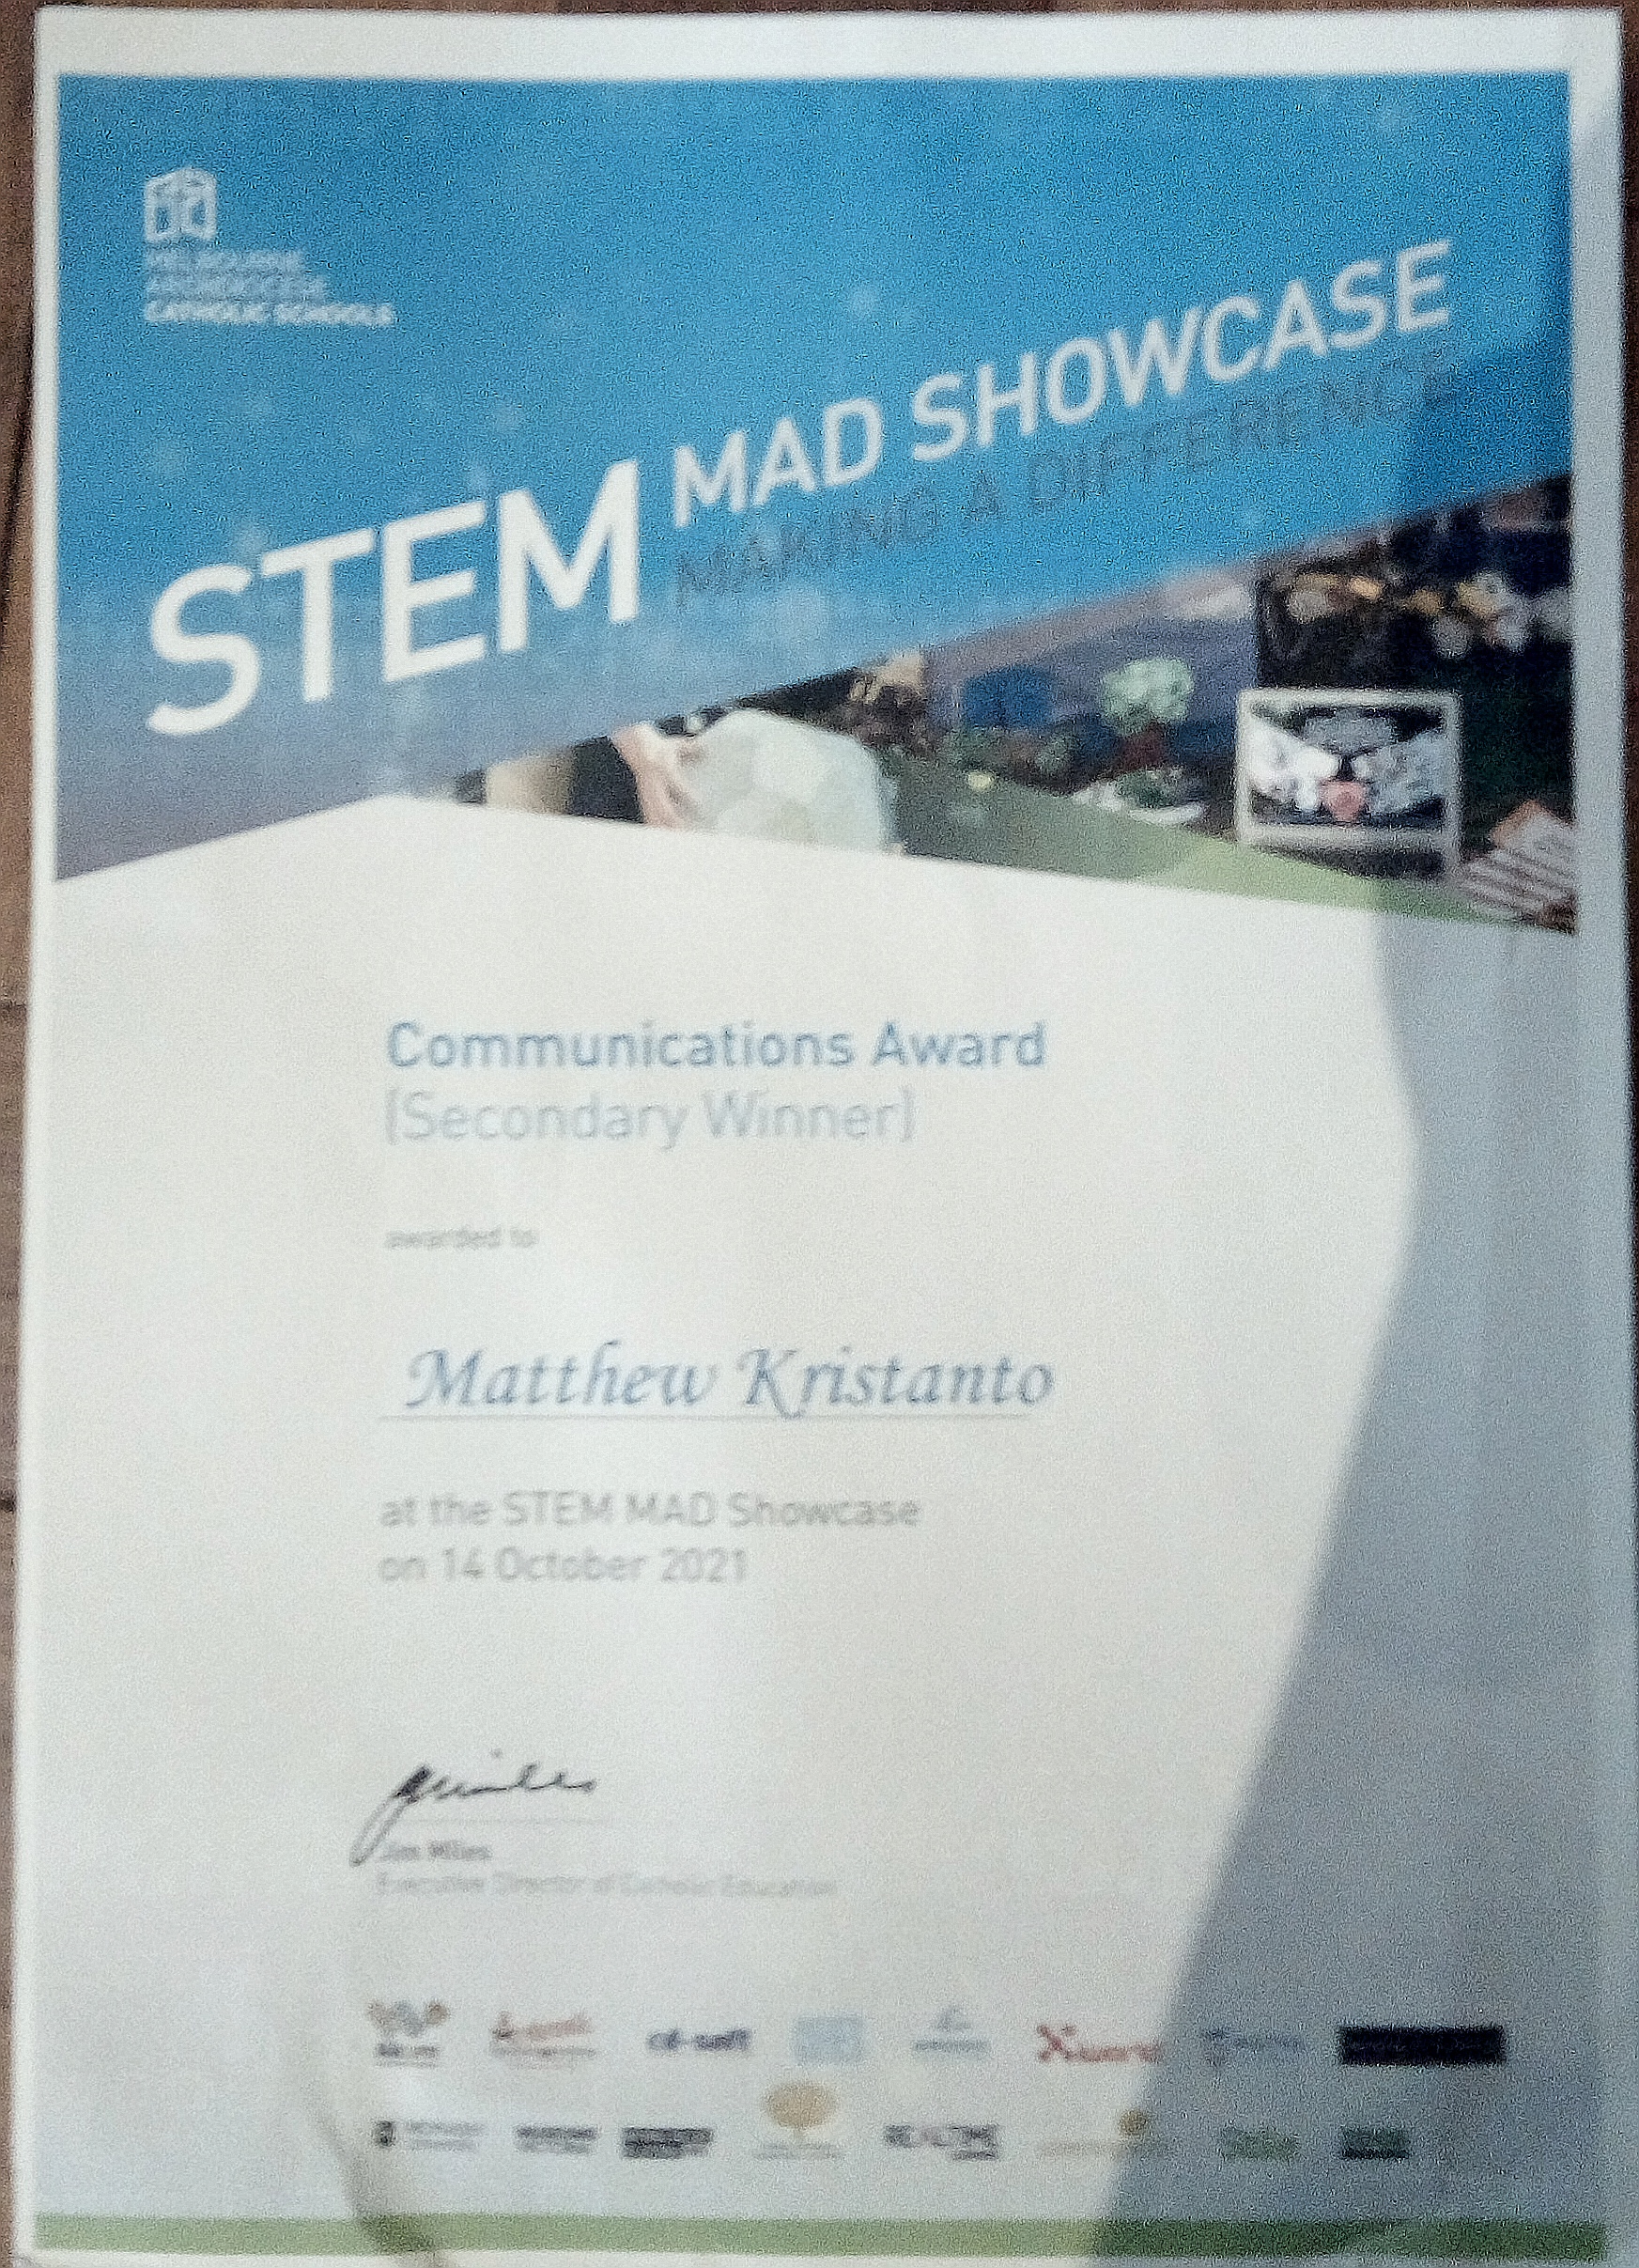 MELBOURNE
ARCHDIOCESE
CATHOLIC SCHOOLS
STEM MAD SHOWCASE
MAKING A DIFFERENCE
Communications Award
(Secondary Winner)
awarded to
Matthew Kristanto
at the STEM MAD Showcase
on 14 October 2021
Jim Miles
Executive Director of Catholic Education